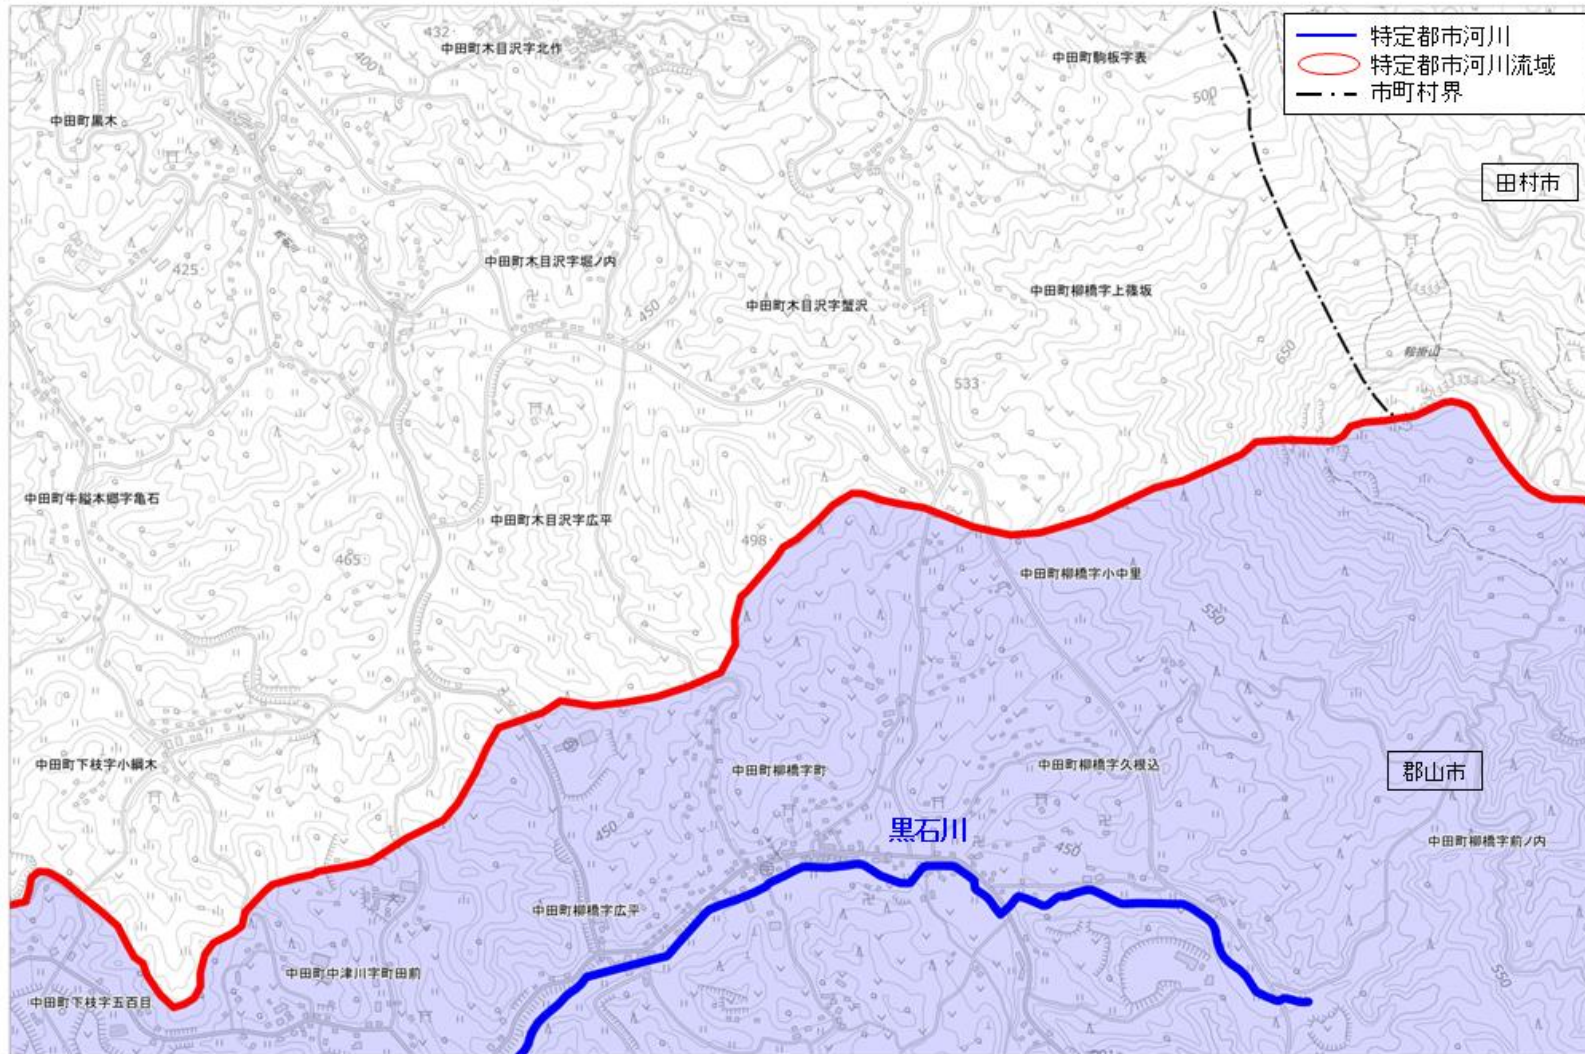 特定都市河川
特定都市河川流域
市町村界
432
中田町木目沢字北作
中田町駒板字表
400
500
中田町黒木
田村市
425
中田町木目沢字堀ノ内
中田町木目沢字蟹沢
中田町柳橋字上篠坂
450
650
鞍掛山
533
中田町牛縊本郷字亀石
中田町木目沢字広平
498
465
中田町柳橋字小中里
550
中田町下枝字小綱木
中田町柳橋字町
中田町柳橋字久根込
郡山市
黒石川
450
450
中田町柳橋字前ノ内
中田町柳橋字広平
中田町中津川字町田前
550
中田町下枝字五百目